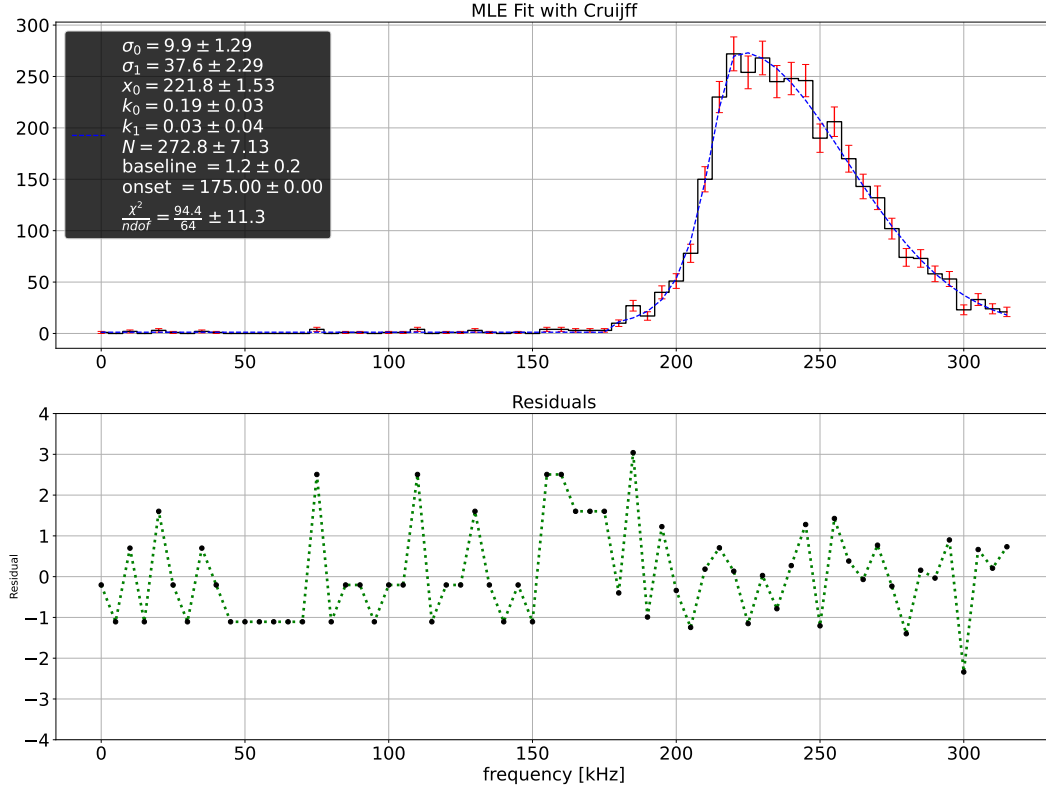 MLE Fit with Cruijff
300
250
200
150
100
50
0
σ₀ = 9.9 ± 1.29
σ₁ = 37.6 ± 2.29
x₀ = 221.8 ± 1.53
k₀ = 0.19 ± 0.03
k₁ = 0.03 ± 0.04
N = 272.8 ± 7.13
baseline = 1.2 ± 0.2
onset = 175.00 ± 0.00
χ²/ndof = 94.4/64 ± 11.3
0 50 100 150 200 250 300
Residuals
4
3
2
1
0
−1
−2
−3
−4
Residual
0 50 100 150 200 250 300
frequency [kHz]